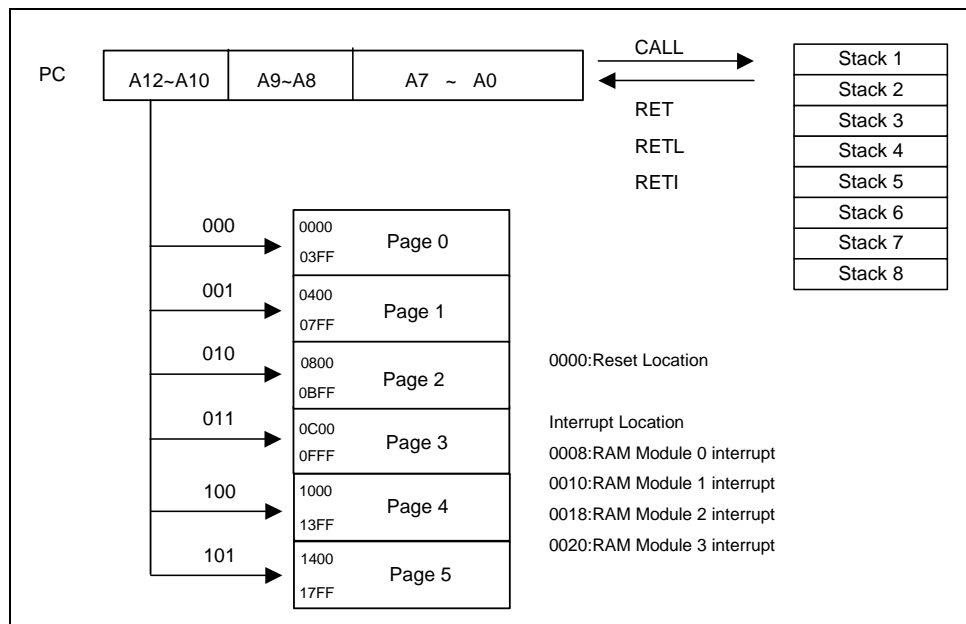 PC
A12~A10
A9~A8
A7 ~ A0
CALL
RET
RETL
RETI
Stack 1
Stack 2
Stack 3
Stack 4
Stack 5
Stack 6
Stack 7
Stack 8
000
0000
03FF
Page 0
001
0400
07FF
Page 1
010
0800
0BFF
Page 2
011
0C00
0FFF
Page 3
100
1000
13FF
Page 4
101
1400
17FF
Page 5
0000:Reset Location
Interrupt Location
0008:RAM Module 0 interrupt
0010:RAM Module 1 interrupt
0018:RAM Module 2 interrupt
0020:RAM Module 3 interrupt